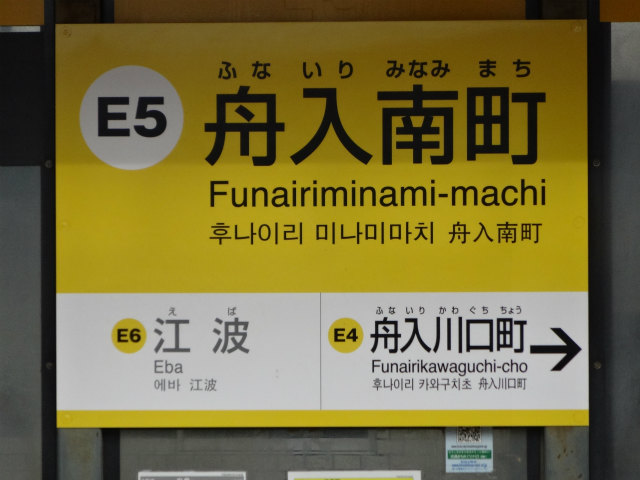 ふな いり みなみ まち
E5 舟入南町
Funairiminami-machi
후나이리 미나미마치 舟入南町
え ば
E6 江波
Eba
에바 江波
ふな いり かわ ぐち ちょう
E4 舟入川口町
Funairikawaguchi-cho
후나이리 카와구치초 舟入川口町